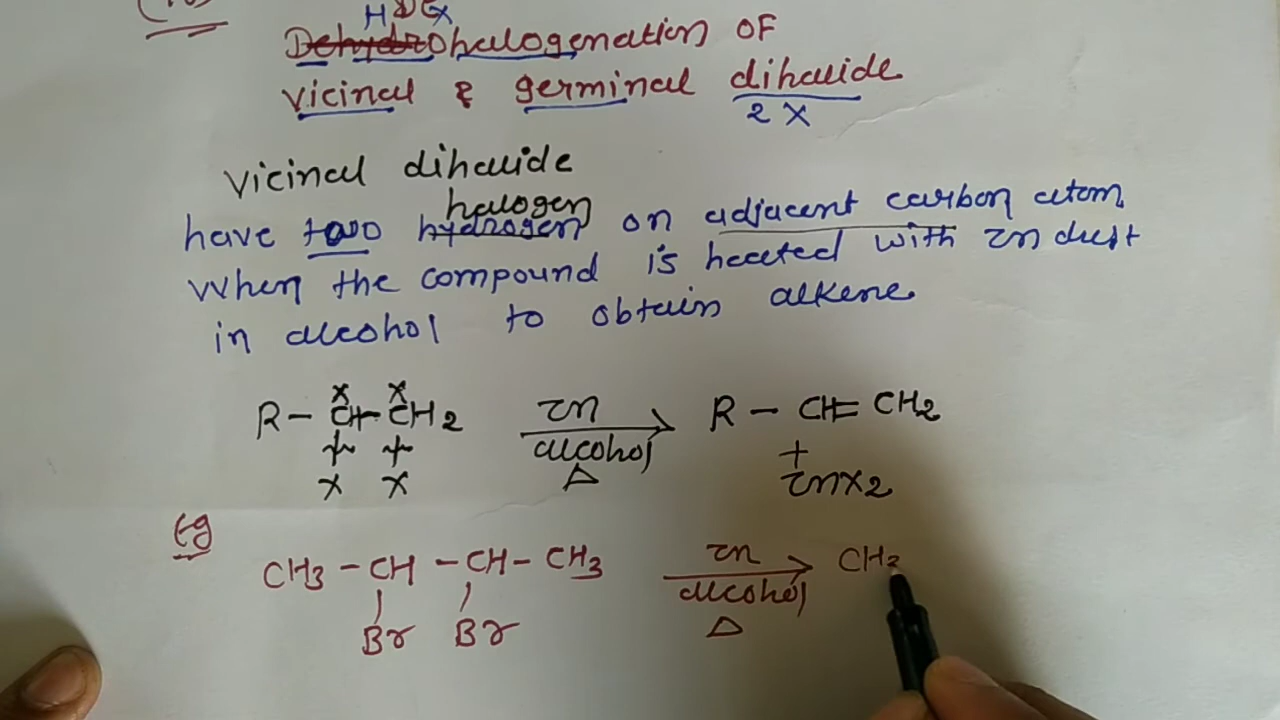 Dehydrohalogenation OF
vicinal & germinal dihalide
2 X
vicinal dihalide
halogen
have two hydrogen on adjacent carbon atom
When the compound is heated with zn dust
in alcohol to obtain alkene
X X
R - CH - CH2 zn R - CH = CH2
alcohol
X X Δ + znx2
Eg
CH3 - CH - CH - CH3 zn CH3
alcohol
Br Br Δ